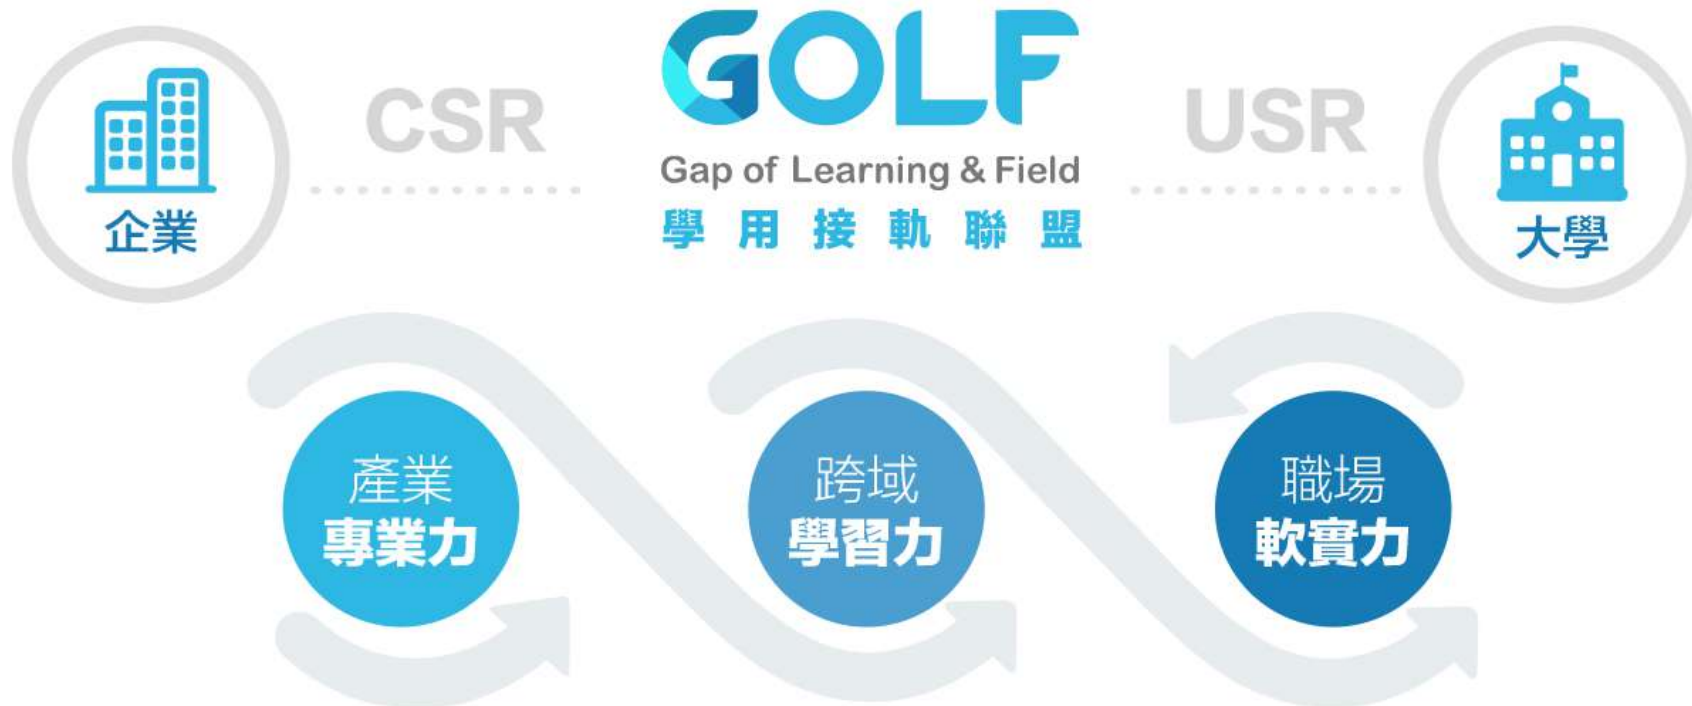 GOLF
CSR
USR
Gap of Learning & Field
企業
學用接軌聯盟
大學
產業
專業力
跨域
學習力
職場
軟實力